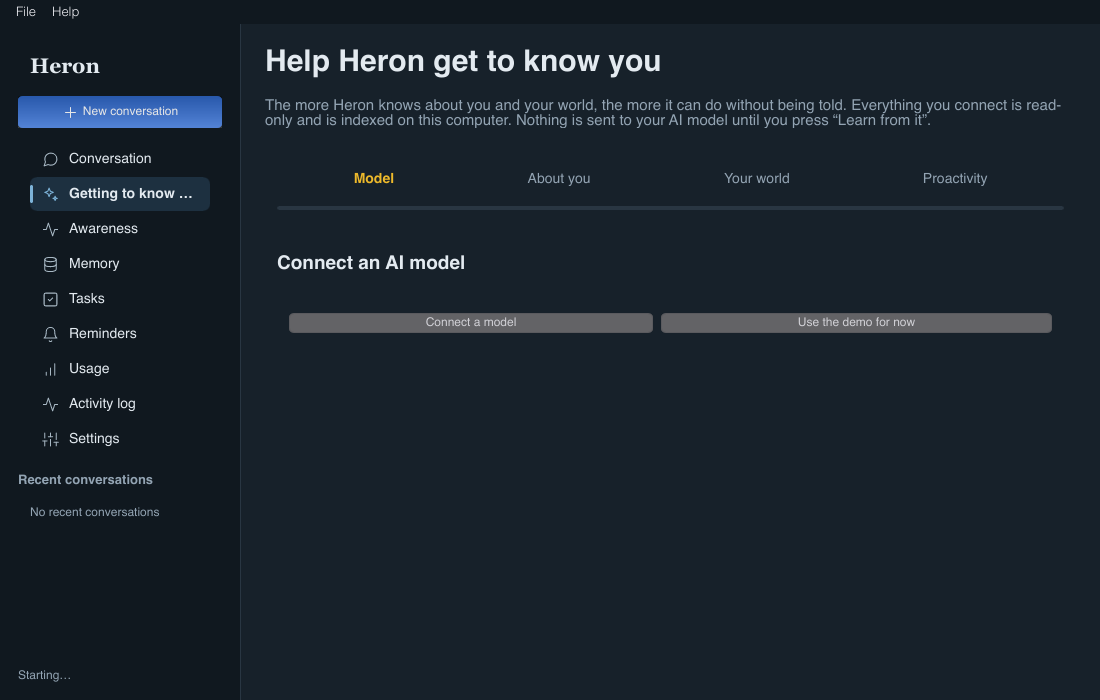 File Help
Heron
New conversation
Conversation
Getting to know ...
Awareness
Memory
Tasks
Reminders
Usage
Activity log
Settings
Recent conversations
No recent conversations
Starting...
Help Heron get to know you
The more Heron knows about you and your world, the more it can do without being told. Everything you connect is read-
only and is indexed on this computer. Nothing is sent to your AI model until you press “Learn from it”.
Model About you Your world Proactivity
Connect an AI model
Connect a model Use the demo for now